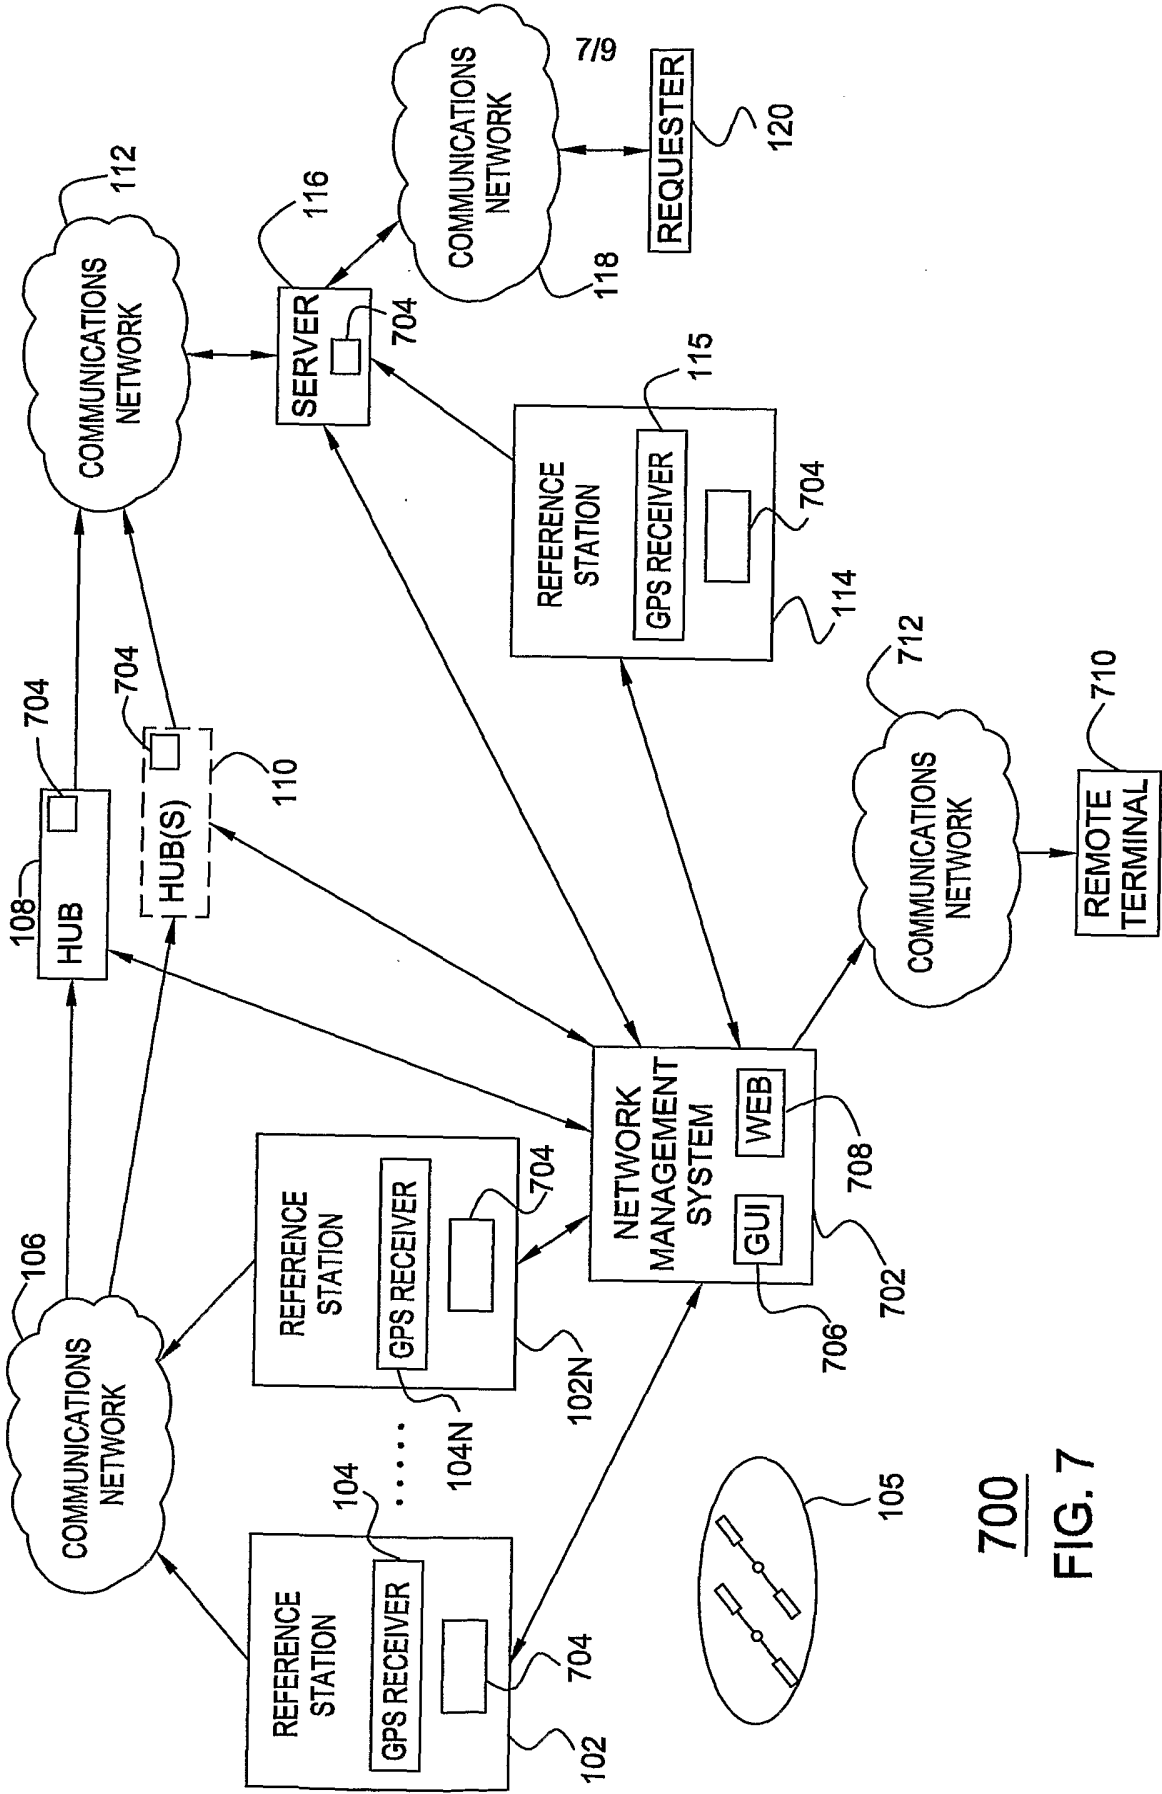 7/9
106
COMMUNICATIONS
NETWORK
108
HUB
704
HUB(S)
704
110
112
COMMUNICATIONS
NETWORK
116
SERVER
704
COMMUNICATIONS
NETWORK
118
REQUESTER
120
REFERENCE
STATION
104
GPS RECEIVER
704
102
.....
REFERENCE
STATION
GPS RECEIVER
104N
704
102N
NETWORK
MANAGEMENT
SYSTEM
GUI
WEB
706
708
702
REFERENCE
STATION
GPS RECEIVER
115
704
114
712
COMMUNICATIONS
NETWORK
REMOTE
TERMINAL
710
105
700
FIG. 7